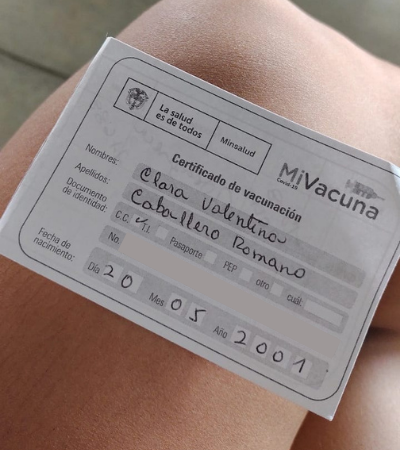 La salud
es de todos
Minsalud
Certificado de vacunación
MiVacuna
Covid-19
Nombres: Clara Valentina
Apellidos: Caballero Romano
Documento
de identidad:
C.C. ✓ T.I. Pasaporte PEP otro cuál:
No.
Fecha de
nacimiento:
Día 20 Mes 05 Año 2001